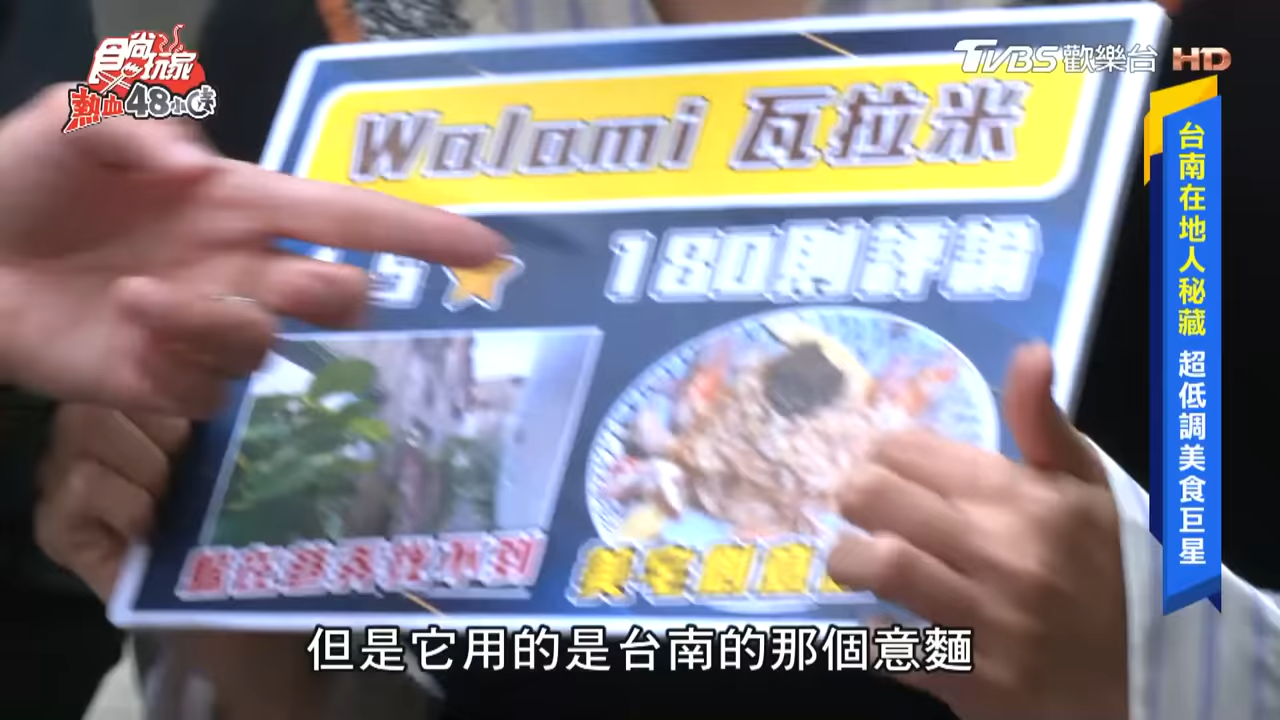 食尚玩家
熱血48小時
TVBS歡樂台 HD
Walami 瓦拉米
5
180則評論
台南在地人秘藏 超低調美食巨星
但是它用的是台南的那個意麵